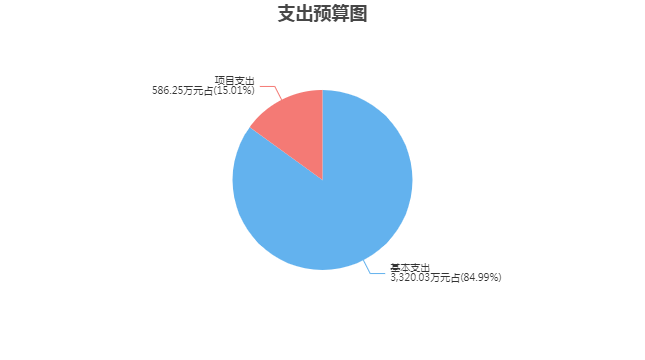 支出预算图
项目支出
586.25万元占(15.01%)
基本支出
3,320.03万元占(84.99%)